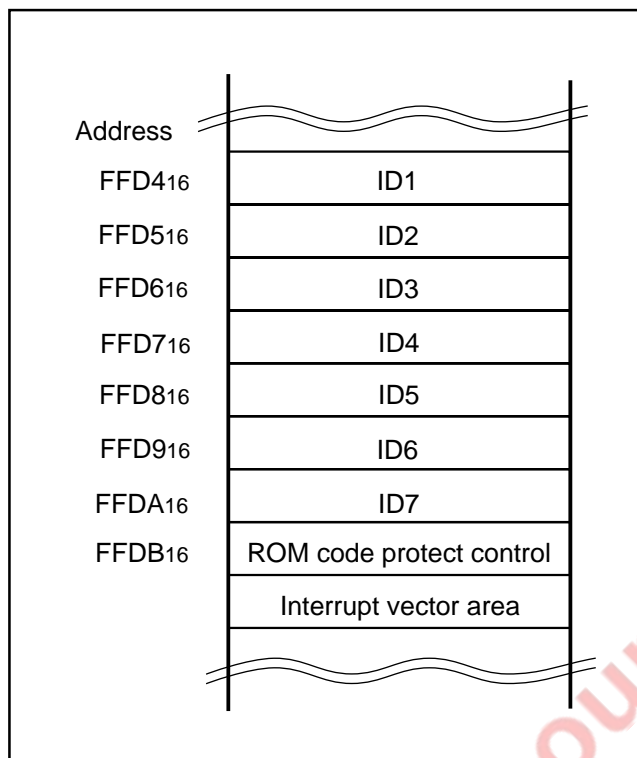 Address
FFD416 ID1
FFD516 ID2
FFD616 ID3
FFD716 ID4
FFD816 ID5
FFD916 ID6
FFDA16 ID7
FFDB16 ROM code protect control
Interrupt vector area